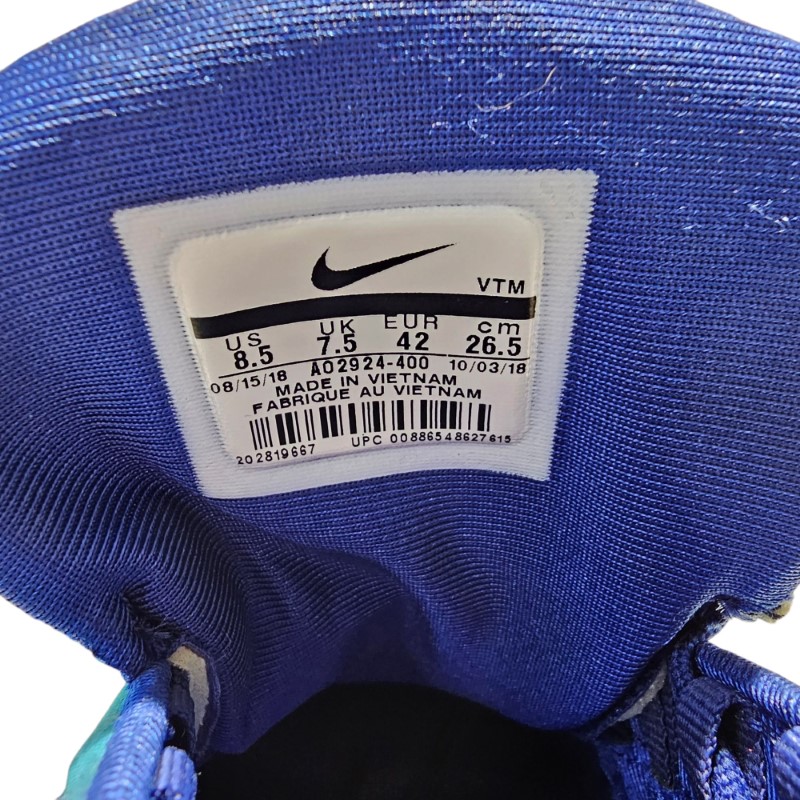 VTM
US UK EUR cm
8.5 7.5 42 26.5
08/15/18 AO2924-400 10/03/18
MADE IN VIETNAM
FABRIQUE AU VIETNAM
202819667 UPC 00886548627615